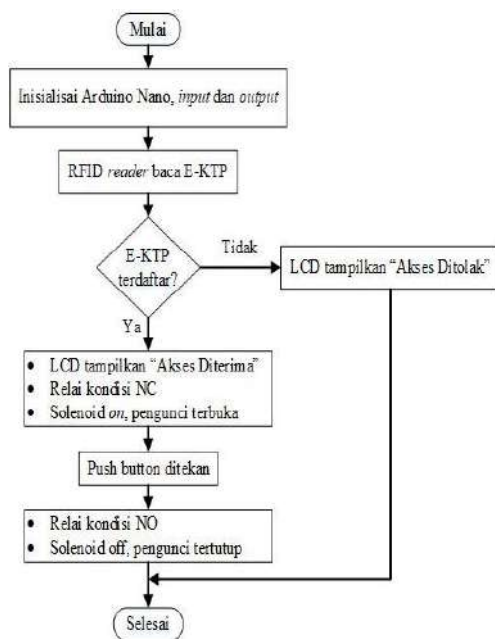 Mulai
Inisialisai Arduino Nano, input dan output
RFID reader baca E-KTP
E-KTP
terdaftar?
Tidak
LCD tampilkan “Akses Ditolak”
Ya
• LCD tampilkan “Akses Diterima”
• Relai kondisi NC
• Solenoid on, pengunci terbuka
Push button ditekan
• Relai kondisi NO
• Solenoid off, pengunci tertutup
Selesai